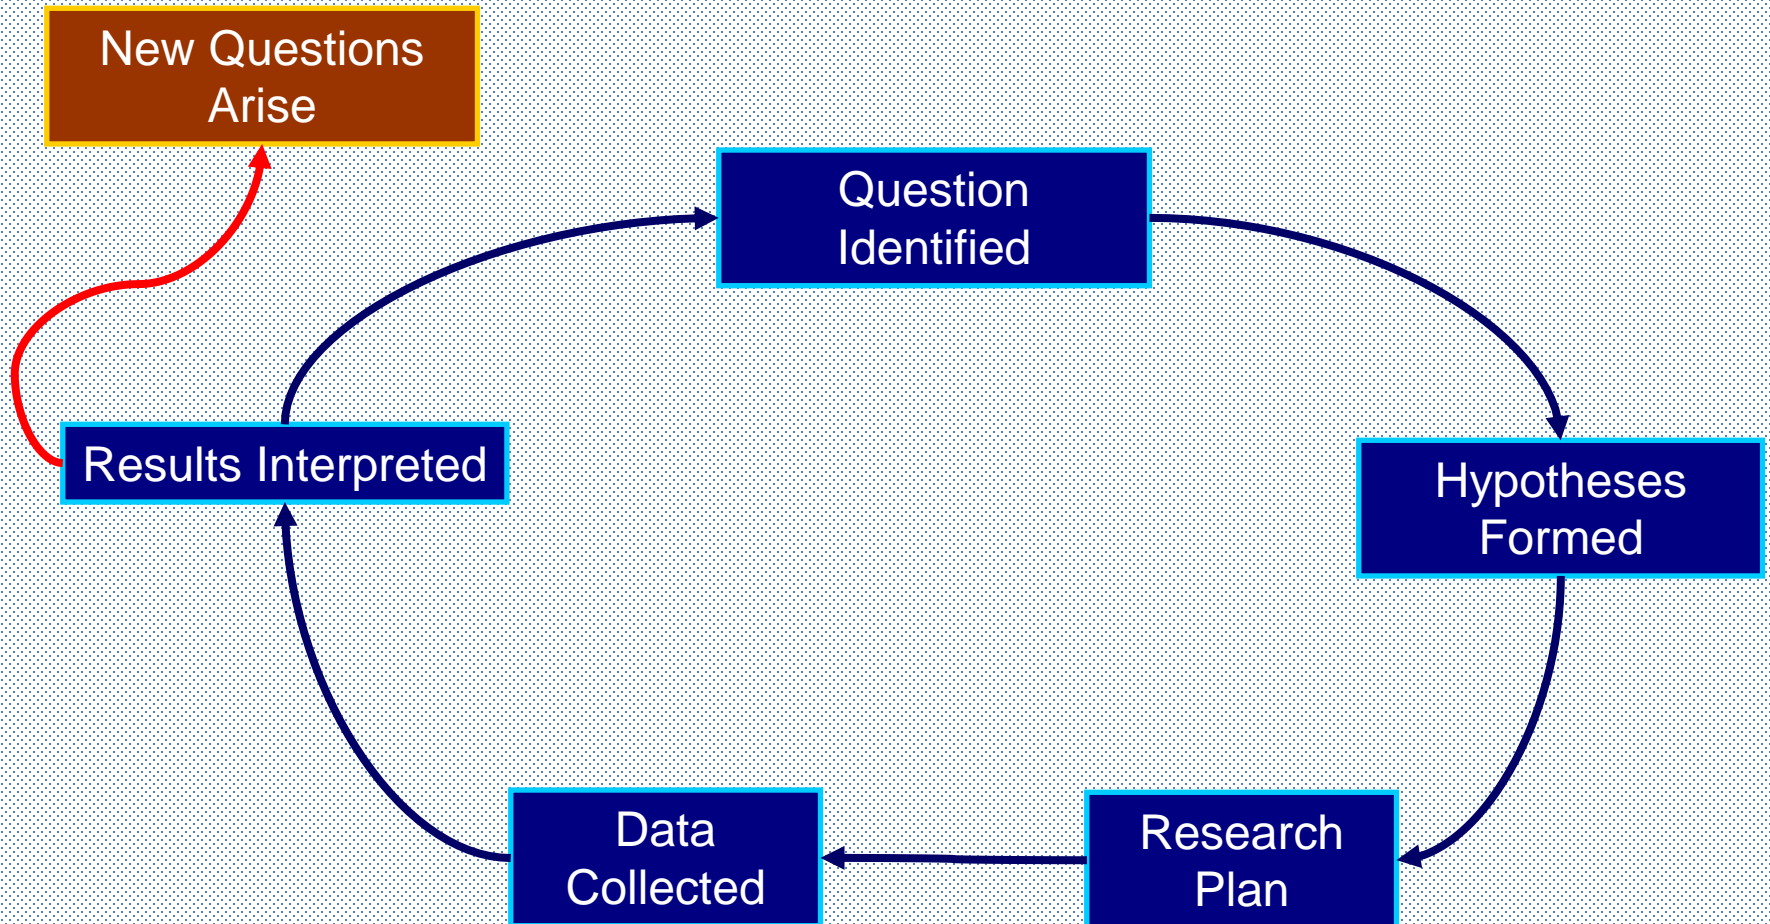 New Questions
Arise
Question
Identified
Results Interpreted
Hypotheses
Formed
Data
Collected
Research
Plan